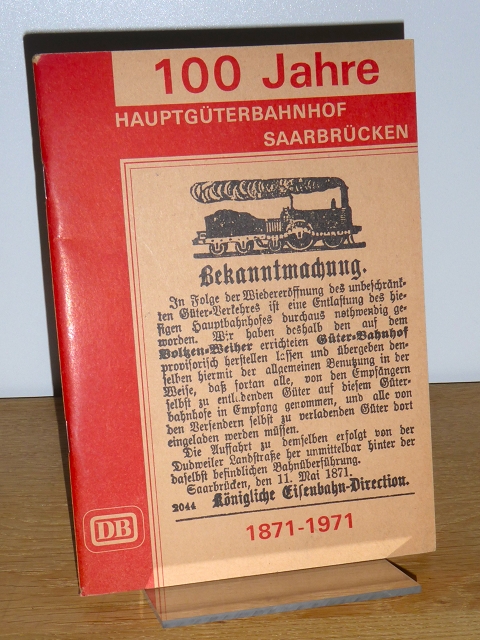 100 Jahre
HAUPTGÜTERBAHNHOF
SAARBRÜCKEN
Bekanntmachung.
In Folge der Wiedereröffnung des unbeschränk-
ten Güter-Verkehres ist eine Entlastung des hie-
sigen Hauptbahnhofes durchaus nothwendig ge-
worden. Wir haben deshalb den auf dem
Volken-Weiher errichteten Güter-Bahnhof
provisorisch herstellen lassen und übergeben den-
selben hiermit der allgemeinen Benutzung in der
Weise, daß fortan alle, von den Empfängern
selbst zu entladenden Güter auf diesem Güter-
bahnhofe in Empfang genommen, und alle von
den Versendern selbst zu verladenden Güter dort
eingeladen werden müssen.
Die Auffahrt zu demselben erfolgt von der
Dudweiler Landstraße her unmittelbar hinter der
daselbst befindlichen Bahnüberführung.
Saarbrücken, den 11. Mai 1871.
2044 Königliche Eisenbahn-Direction.
1871-1971
DB